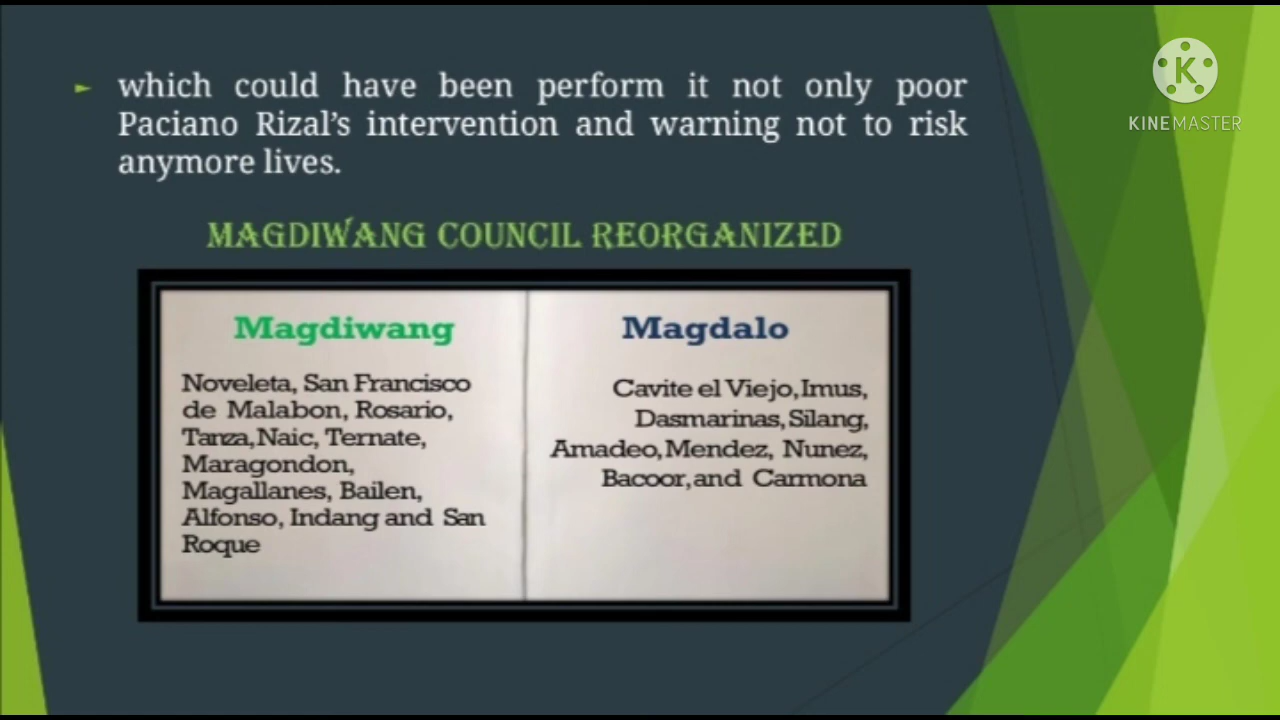 which could have been perform it not only poor
Paciano Rizal's intervention and warning not to risk
anymore lives.
KINEMASTER
MAGDIWANG COUNCIL REORGANIZED
Magdiwang
Noveleta, San Francisco
de Malabon, Rosario,
Tanza, Naic, Ternate,
Maragondon,
Magallanes, Bailen,
Alfonso, Indang and San
Roque
Magdalo
Cavite el Viejo, Imus,
Dasmarinas, Silang,
Amadeo, Mendez, Nunez,
Bacoor, and Carmona